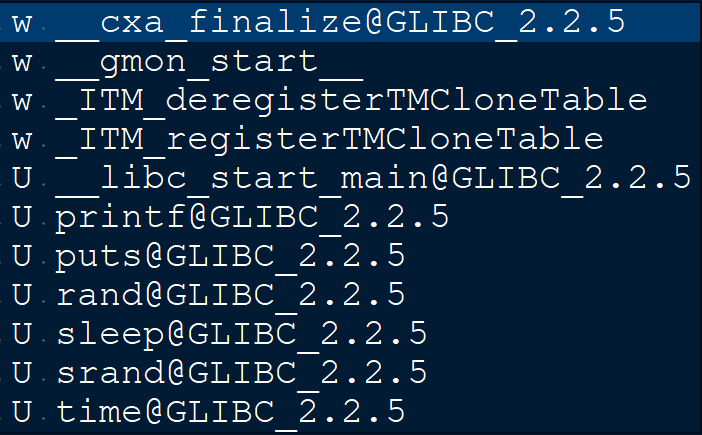 w __cxa_finalize@GLIBC_2.2.5
w __gmon_start__
w _ITM_deregisterTMCloneTable
w _ITM_registerTMCloneTable
U __libc_start_main@GLIBC_2.2.5
U printf@GLIBC_2.2.5
U puts@GLIBC_2.2.5
U rand@GLIBC_2.2.5
U sleep@GLIBC_2.2.5
U srand@GLIBC_2.2.5
U time@GLIBC_2.2.5